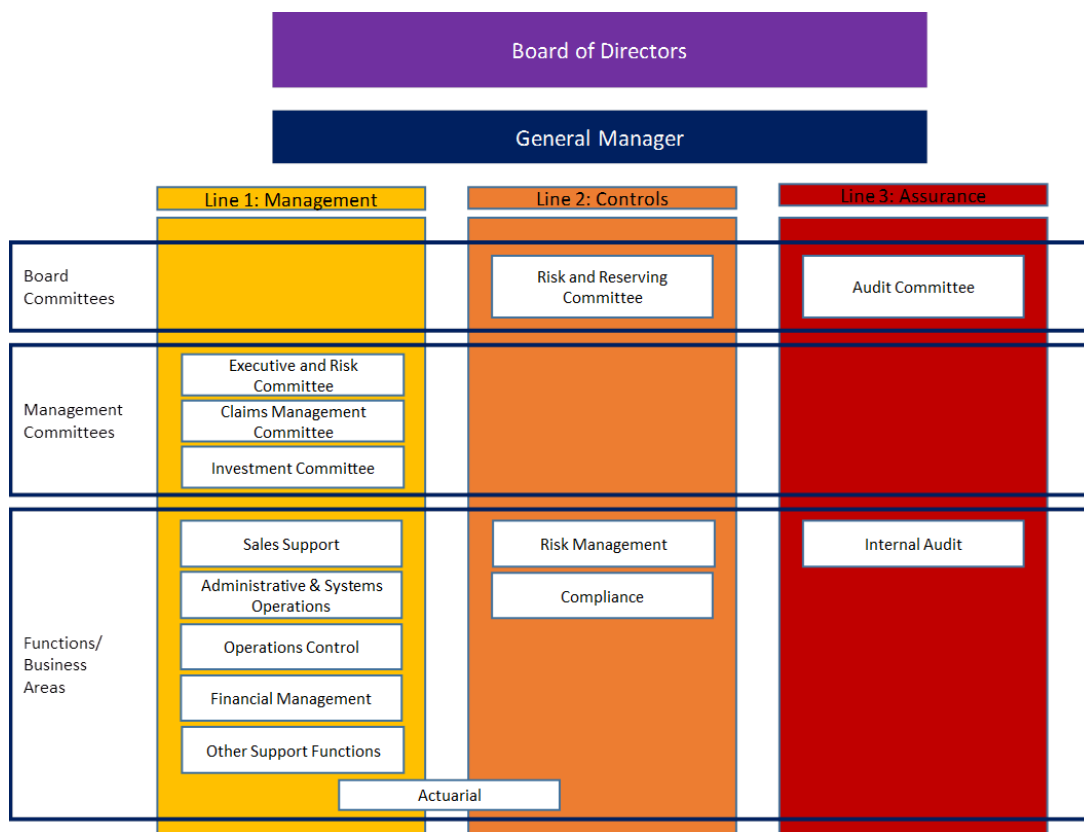 Board of Directors
General Manager
Line 1: Management
Line 2: Controls
Line 3: Assurance
Board
Committees
Risk and Reserving
Committee
Audit Committee
Management
Committees
Executive and Risk
Committee
Claims Management
Committee
Investment Committee
Functions/
Business
Areas
Sales Support
Administrative & Systems
Operations
Operations Control
Financial Management
Other Support Functions
Risk Management
Compliance
Internal Audit
Actuarial